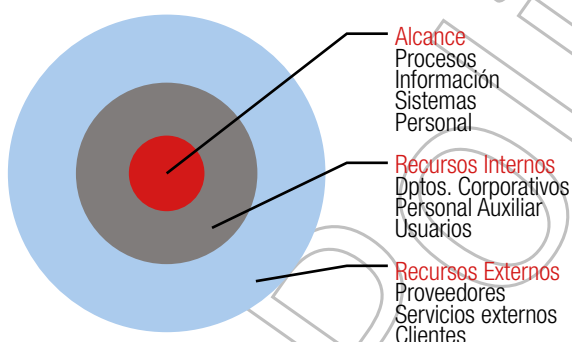 Alcance
Procesos
Información
Sistemas
Personal
Recursos Internos
Dptos. Corporativos
Personal Auxiliar
Usuarios
Recursos Externos
Proveedores
Servicios externos
Clientes